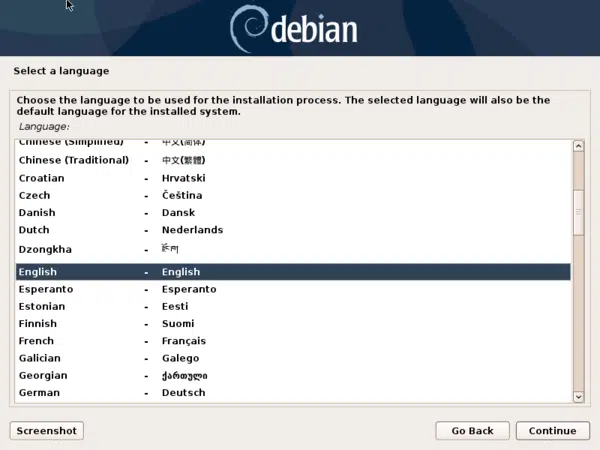 debian
Select a language
Choose the language to be used for the installation process. The selected language will also be the
default language for the installed system.
Language:
Chinese (Simplified) - 中文(简体)
Chinese (Traditional) - 中文(繁體)
Croatian - Hrvatski
Czech - Čeština
Danish - Dansk
Dutch - Nederlands
Dzongkha - རྫོང་ཁ།
English - English
Esperanto - Esperanto
Estonian - Eesti
Finnish - Suomi
French - Français
Galician - Galego
Georgian - ქართული
German - Deutsch
Screenshot Go Back Continue